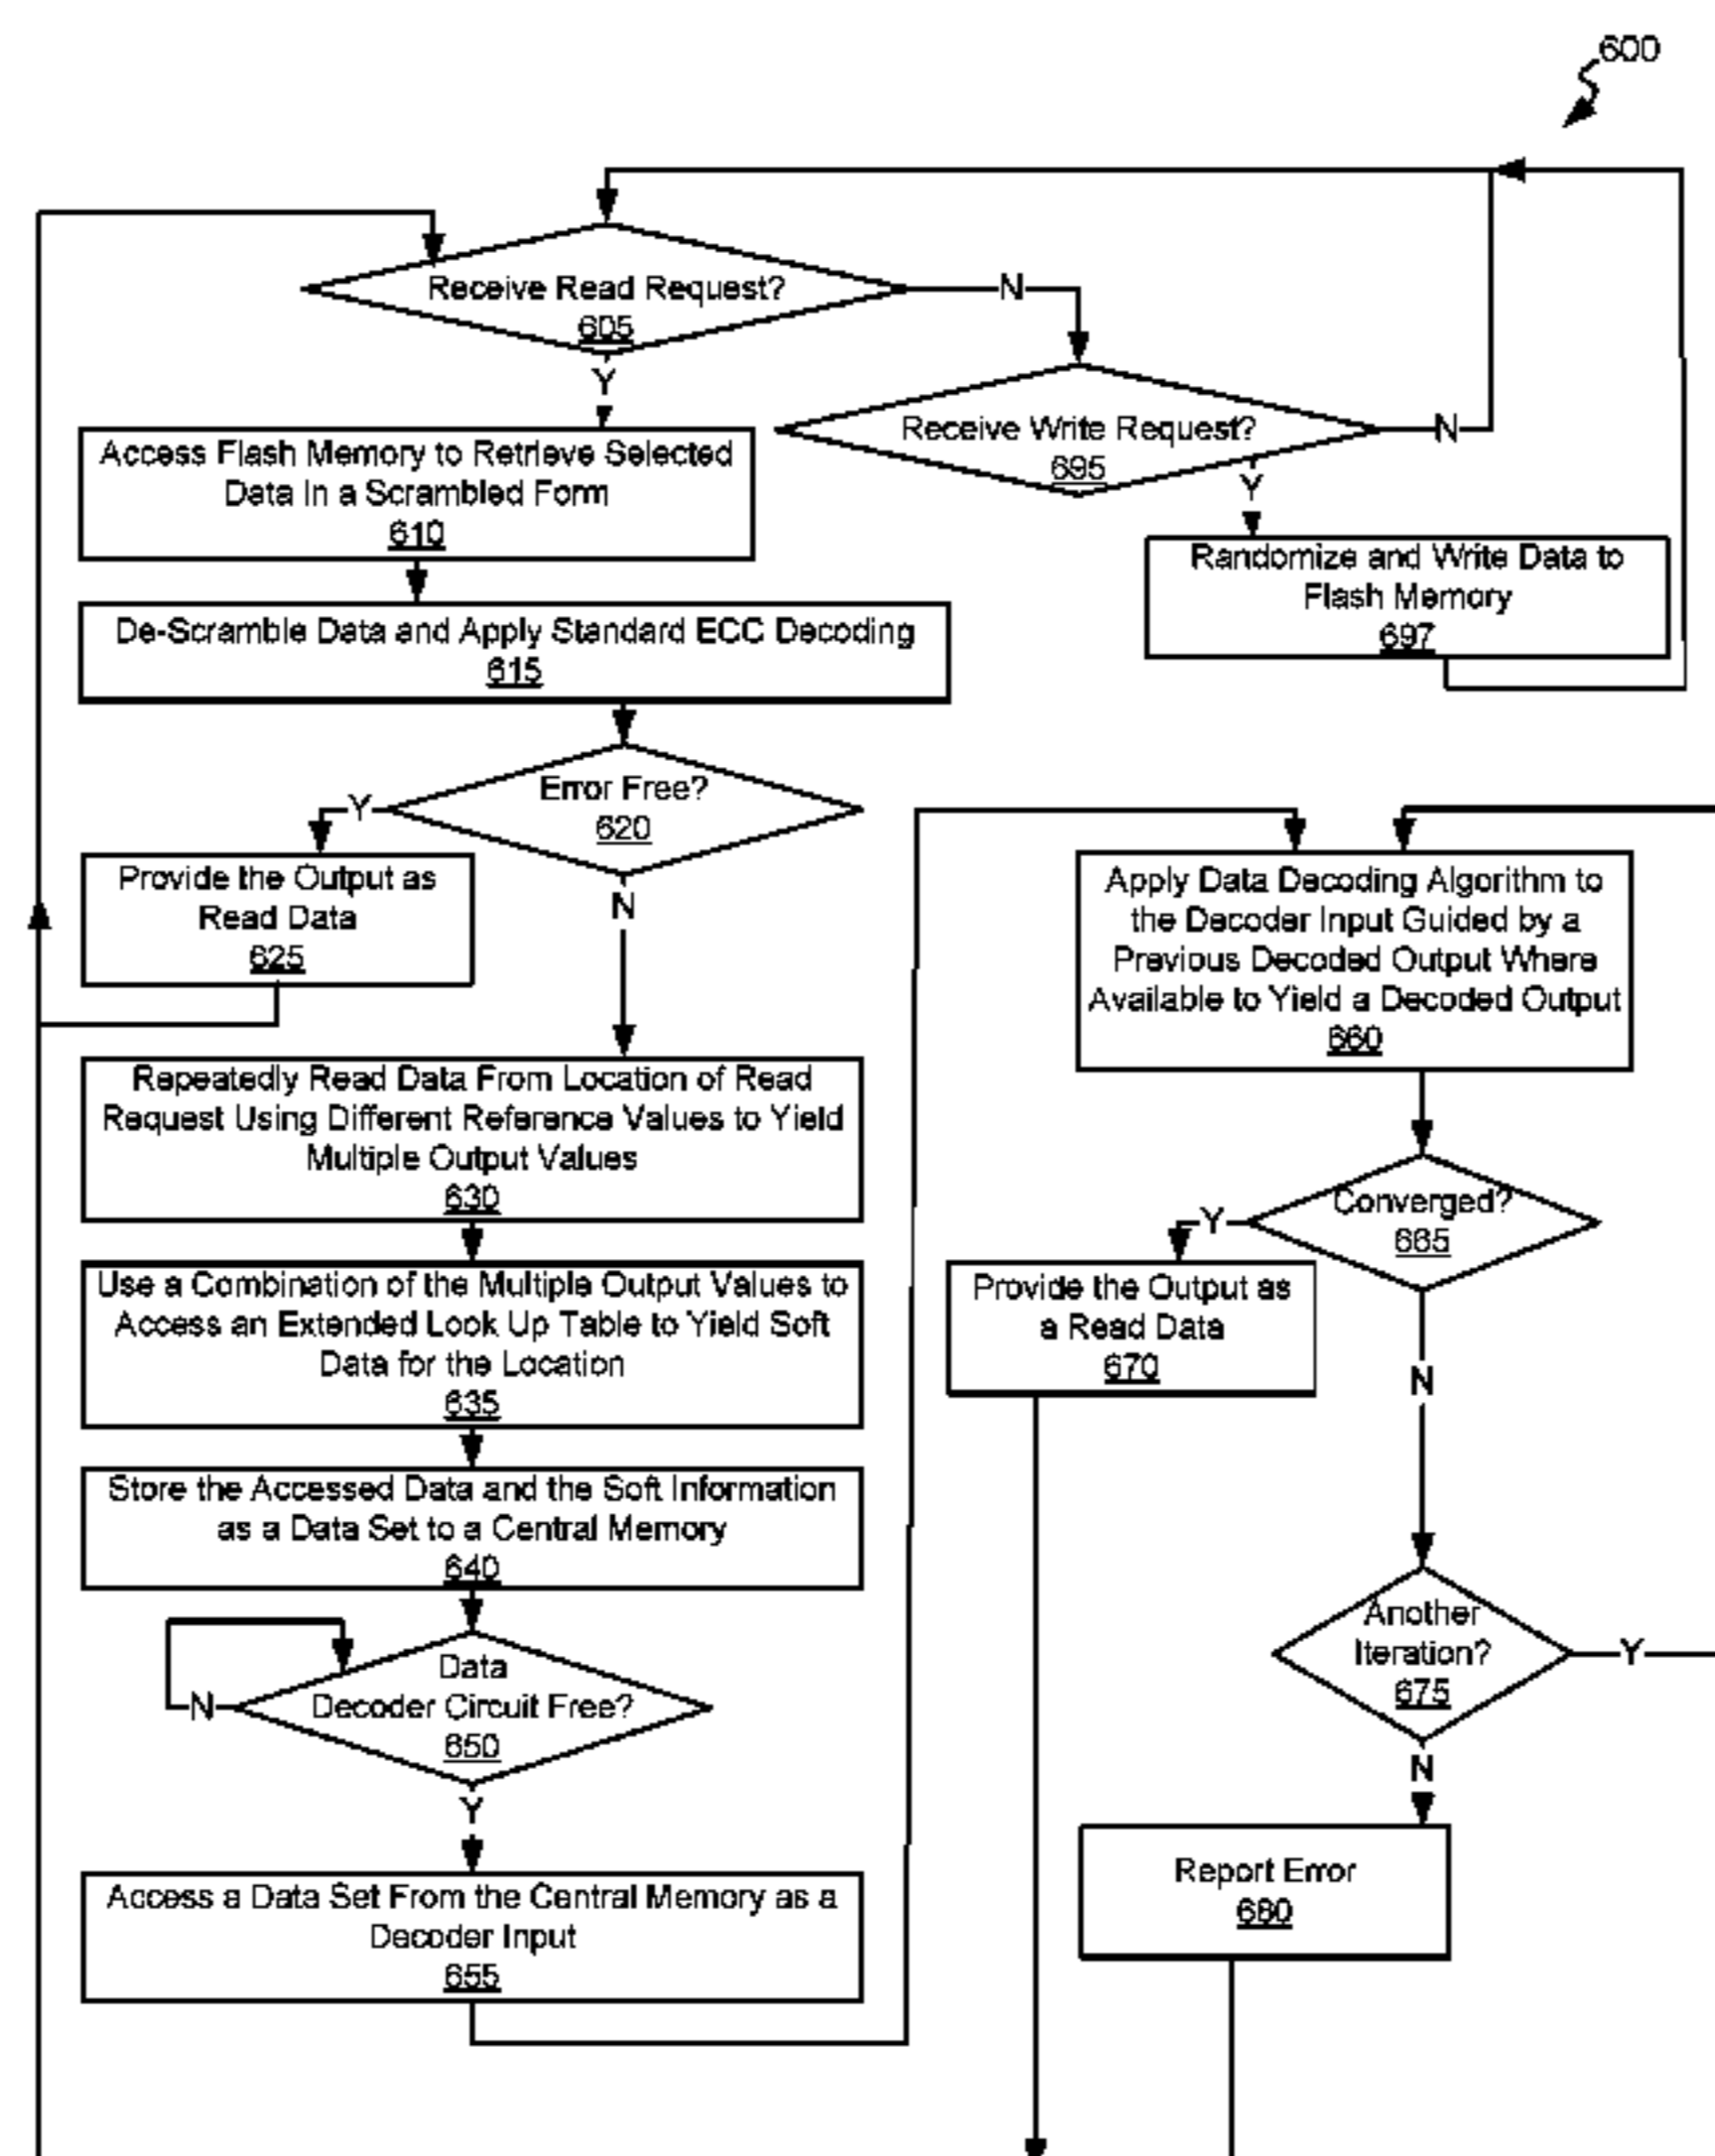 600
Receive Read Request?
605
N
Y
Receive Write Request?
695
N
Y
Access Flash Memory to Retrieve Selected
Data In a Scrambled Form
610
Randomize and Write Data to
Flash Memory
697
De-Scramble Data and Apply Standard ECC Decoding
615
Error Free?
620
Y
N
Provide the Output as
Read Data
625
Repeatedly Read Data From Location of Read
Request Using Different Reference Values to Yield
Multiple Output Values
630
Use a Combination of the Multiple Output Values to
Access an Extended Look Up Table to Yield Soft
Data for the Location
635
Store the Accessed Data and the Soft Information
as a Data Set to a Central Memory
640
Data
Decoder Circuit Free?
650
N
Y
Access a Data Set From the Central Memory as a
Decoder Input
655
Apply Data Decoding Algorithm to
the Decoder Input Guided by a
Previous Decoded Output Where
Available to Yield a Decoded Output
660
Converged?
665
Y
N
Provide the Output as
a Read Data
670
Another
Iteration?
675
Y
N
Report Error
680